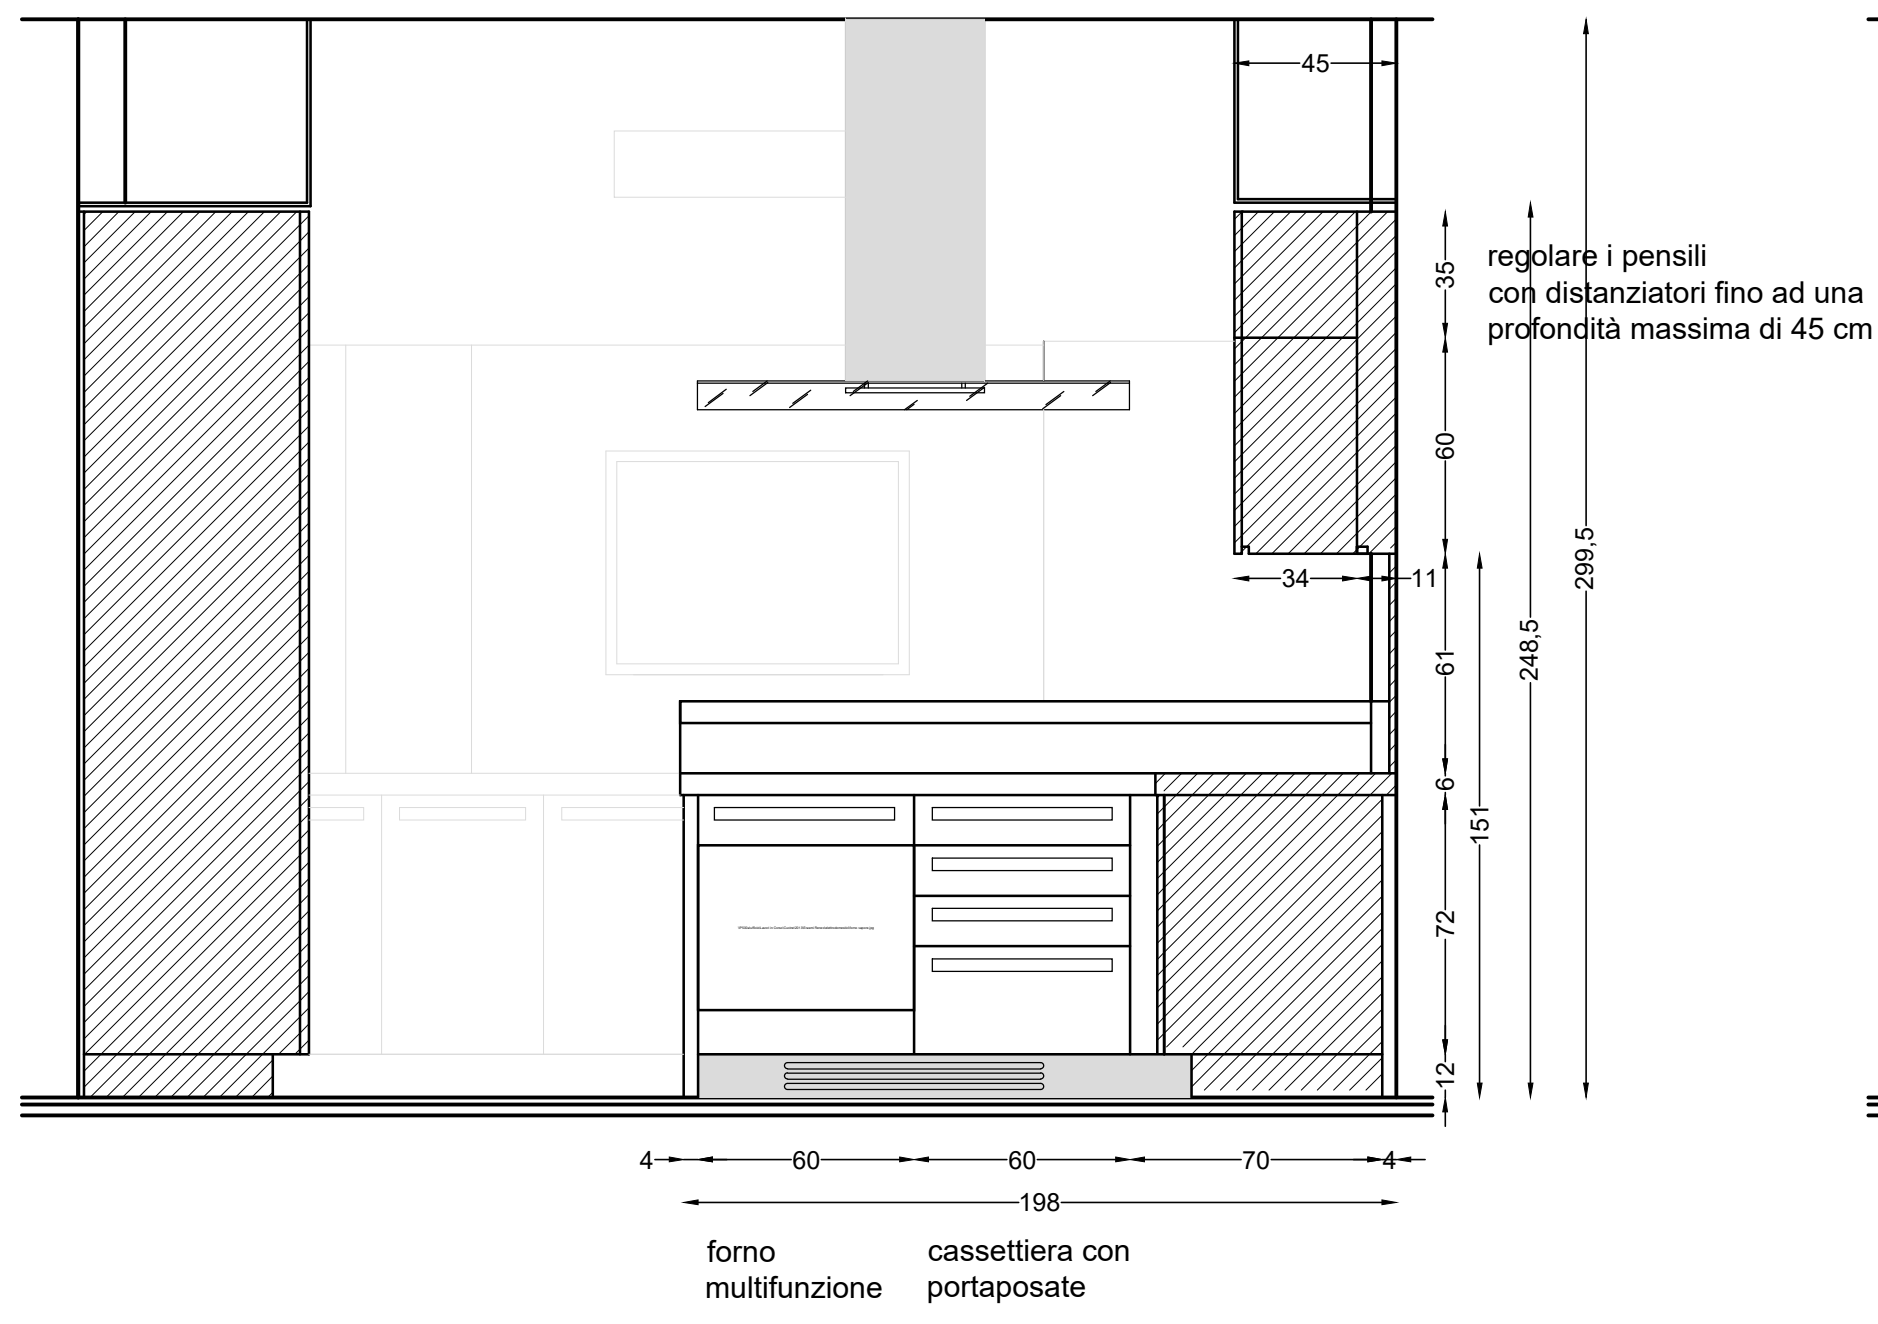 45
regolare i pensili
con distanziatori fino ad una
profondità massima di 45 cm
35
60
34
11
299,5
248,5
61
6
151
72
12
4
60
60
70
4
198
forno
multifunzione
cassettiera con
portaposate